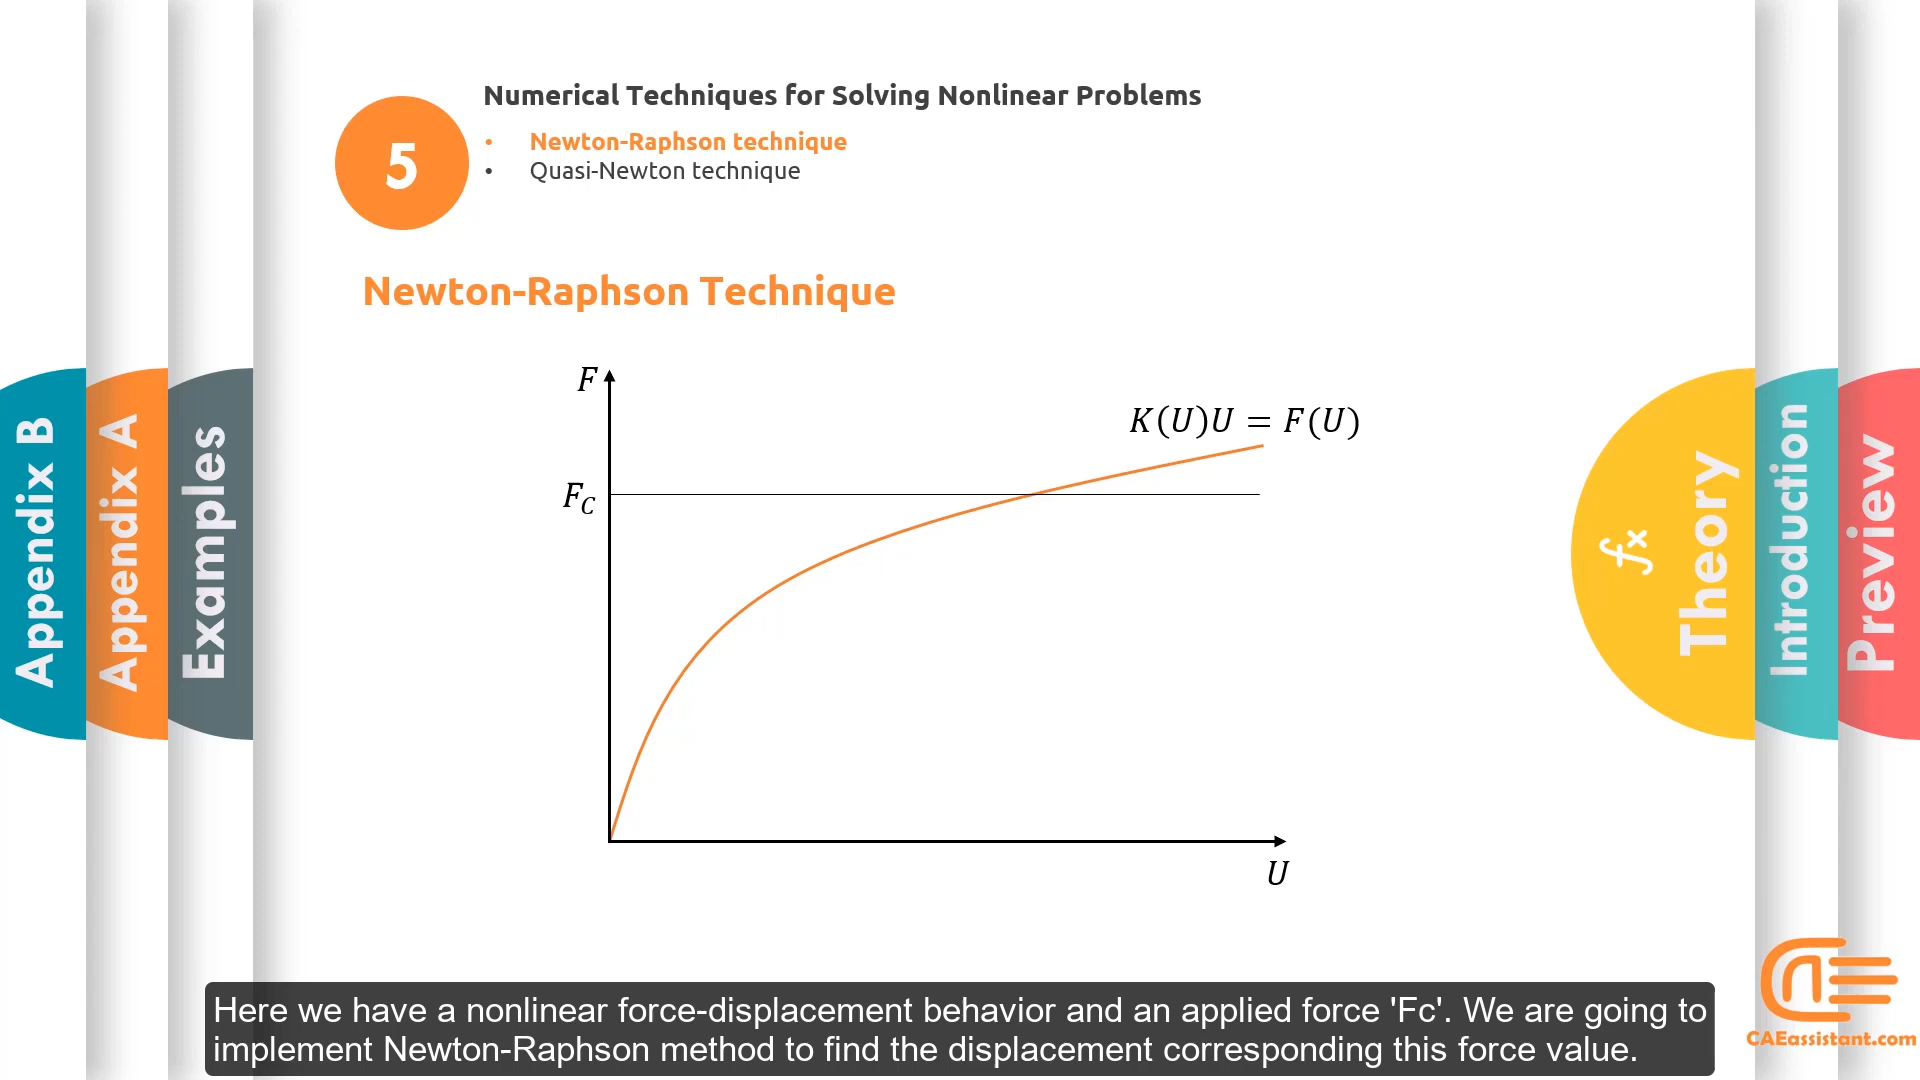 Numerical Techniques for Solving Nonlinear Problems
5
• Newton-Raphson technique
• Quasi-Newton technique
Newton-Raphson Technique
F
K(U)U = F(U)
F_C
U
Appendix B
Appendix A
Examples
fx
Theory
Introduction
Preview
CAEassistant.com
Here we have a nonlinear force-displacement behavior and an applied force 'Fc'. We are going to
implement Newton-Raphson method to find the displacement corresponding this force value.